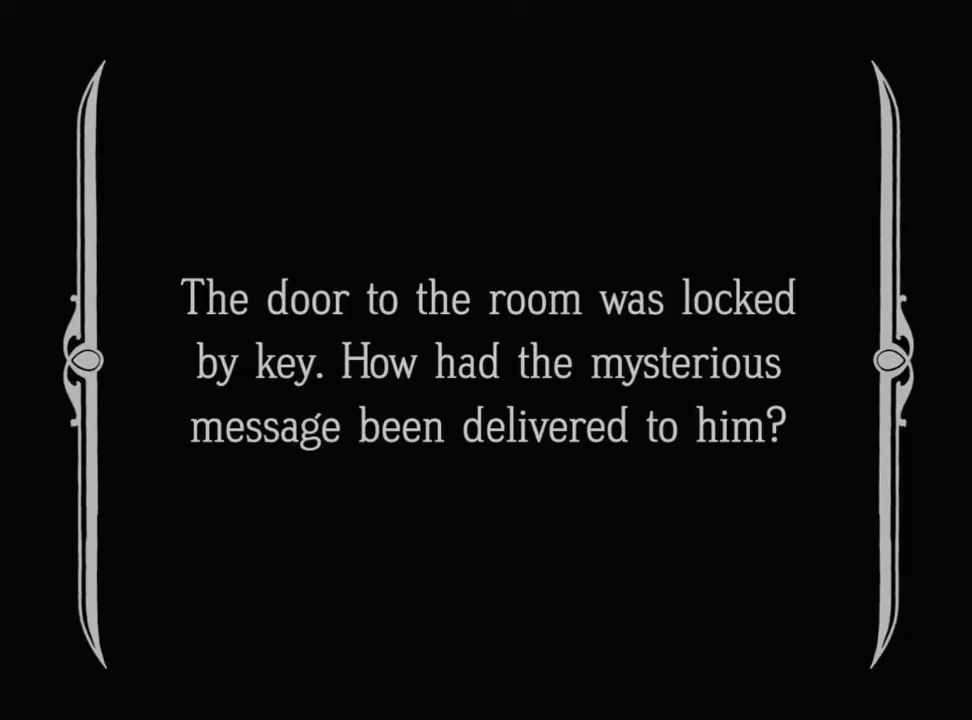 The door to the room was locked
by key. How had the mysterious
message been delivered to him?